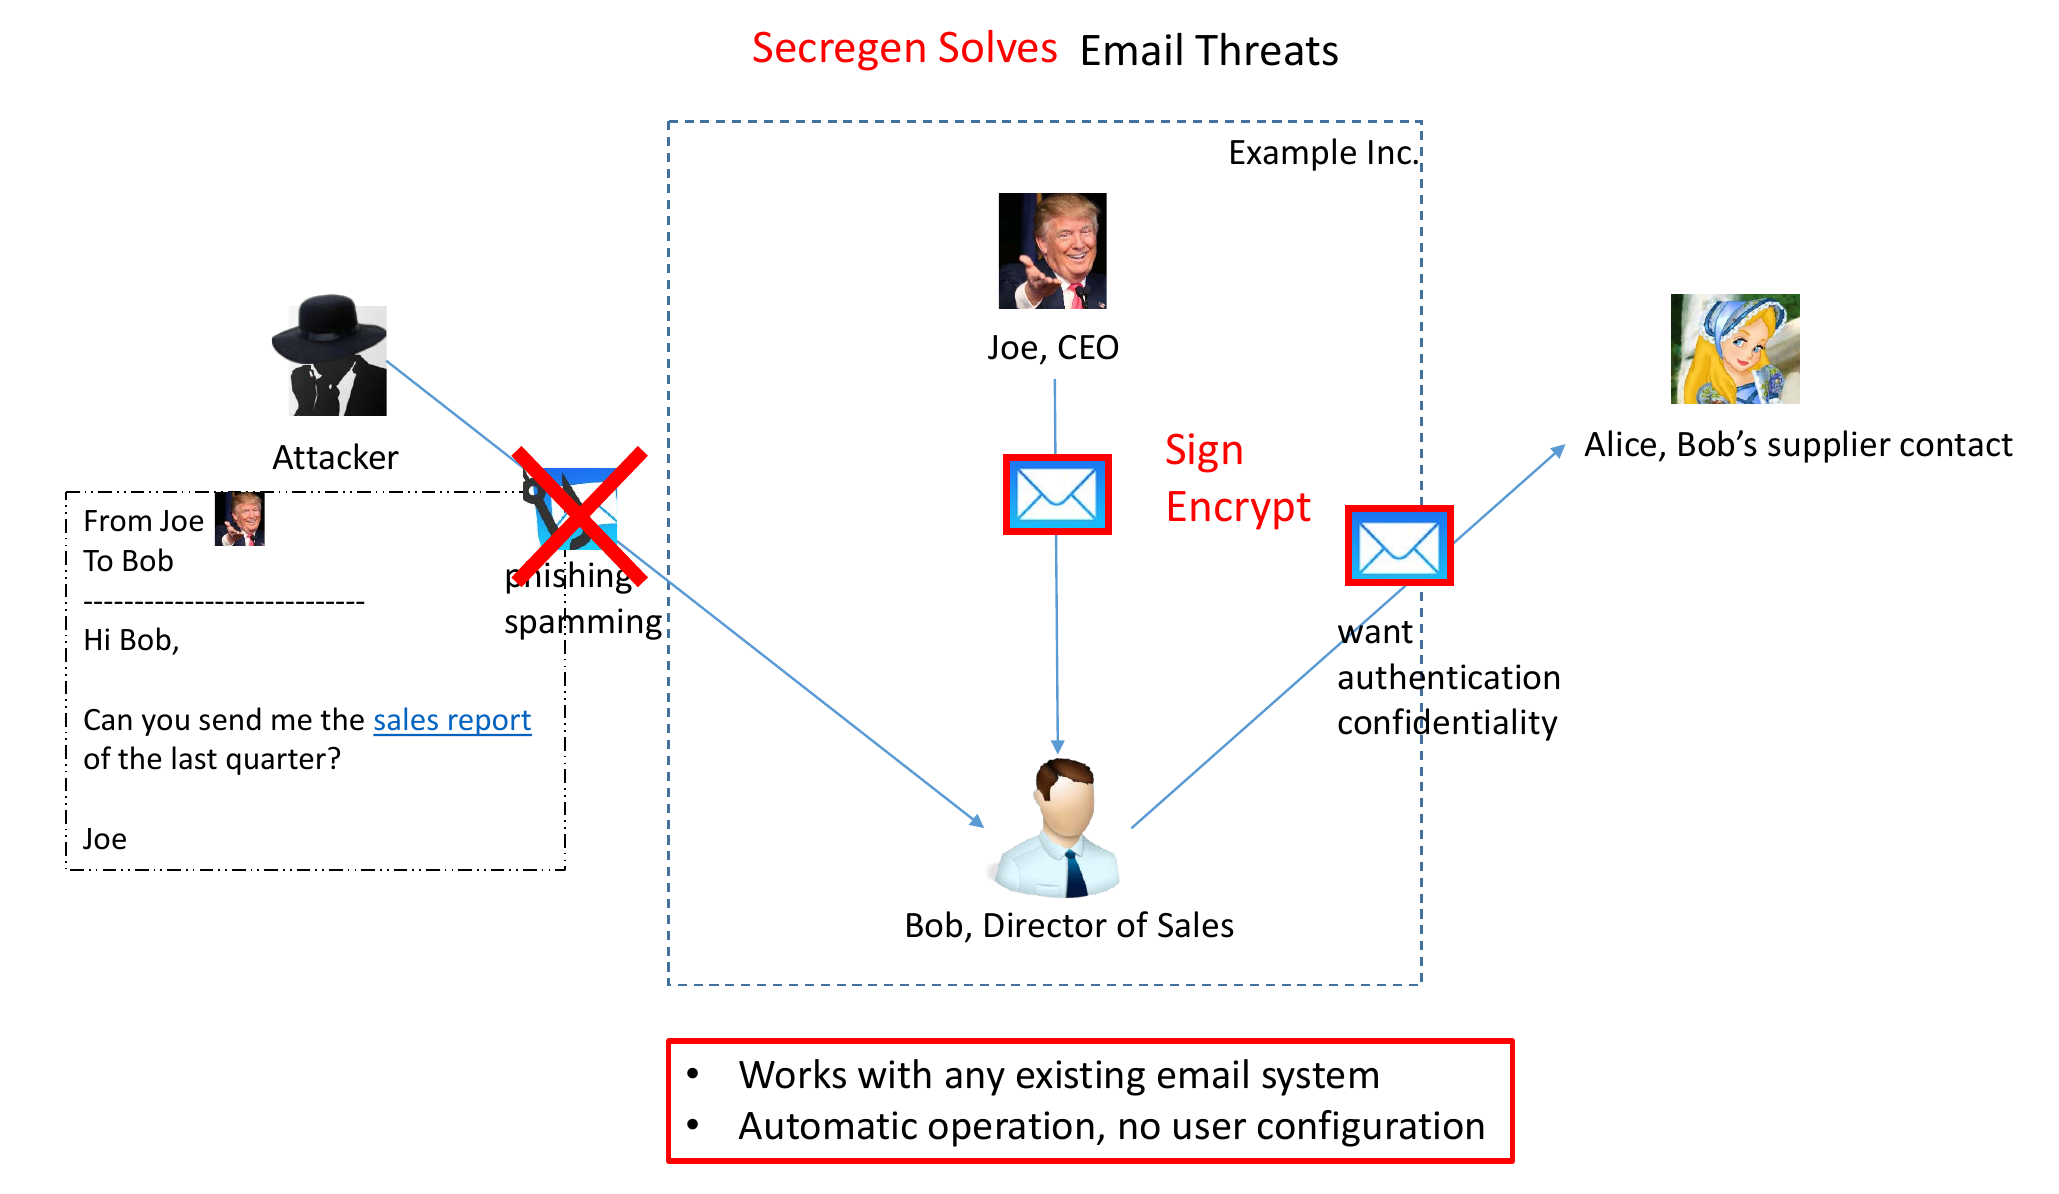 Secregen Solves Email Threats
Example Inc.
Joe, CEO
Attacker
Sign
Encrypt
Alice, Bob’s supplier contact
From Joe
To Bob
----------------------------
Hi Bob,
Can you send me the sales report
of the last quarter?
Joe
phishing
spamming
want
authentication
confidentiality
Bob, Director of Sales
• Works with any existing email system
• Automatic operation, no user configuration